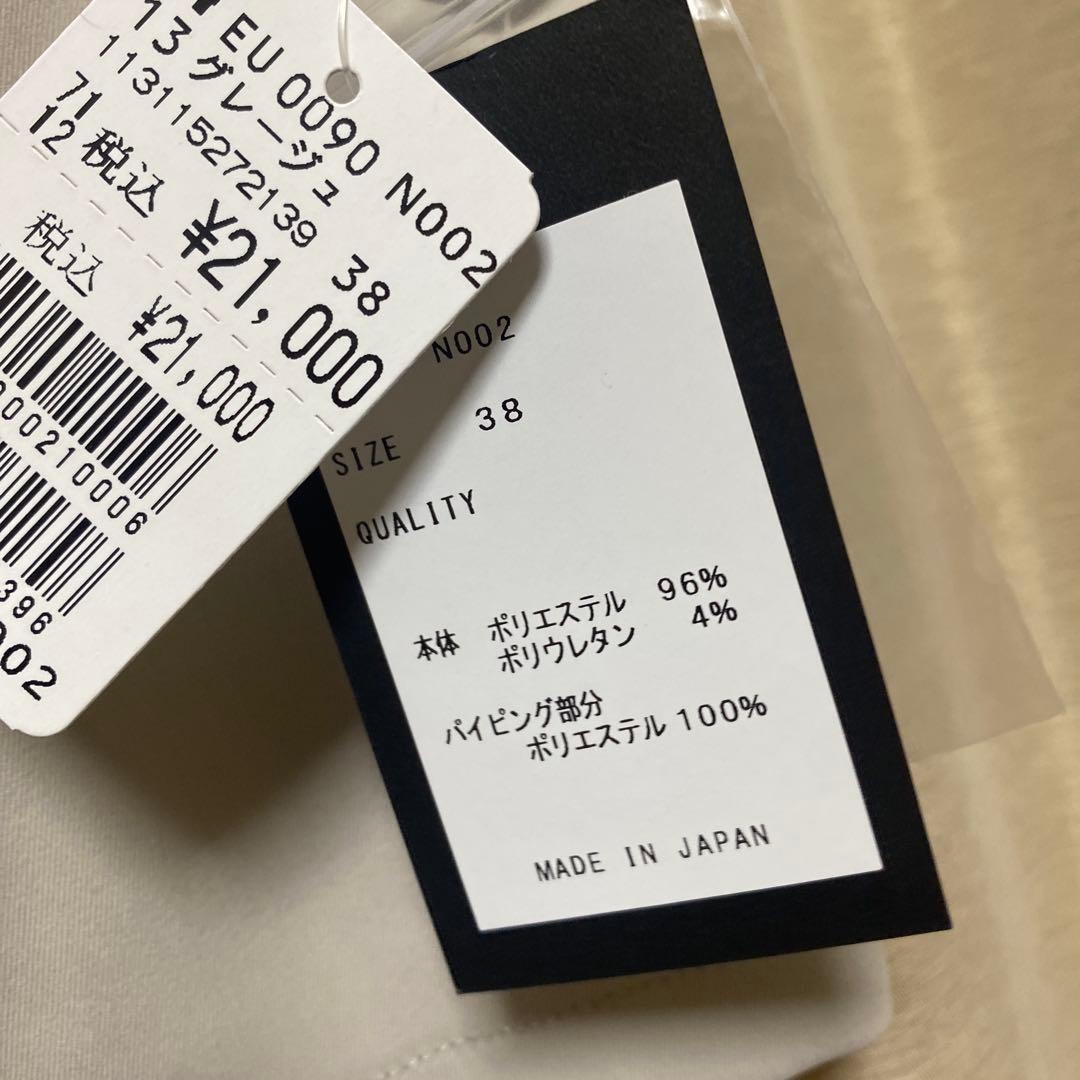 EU 0090 N002
13 グレージュ
113115272139 38
71
12 税込 ¥21,000
税込 ¥21,000
00210006
396
002
N002
SIZE 38
QUALITY
本体 ポリエステル 96%
ポリウレタン 4%
パイピング部分
ポリエステル 100%
MADE IN JAPAN